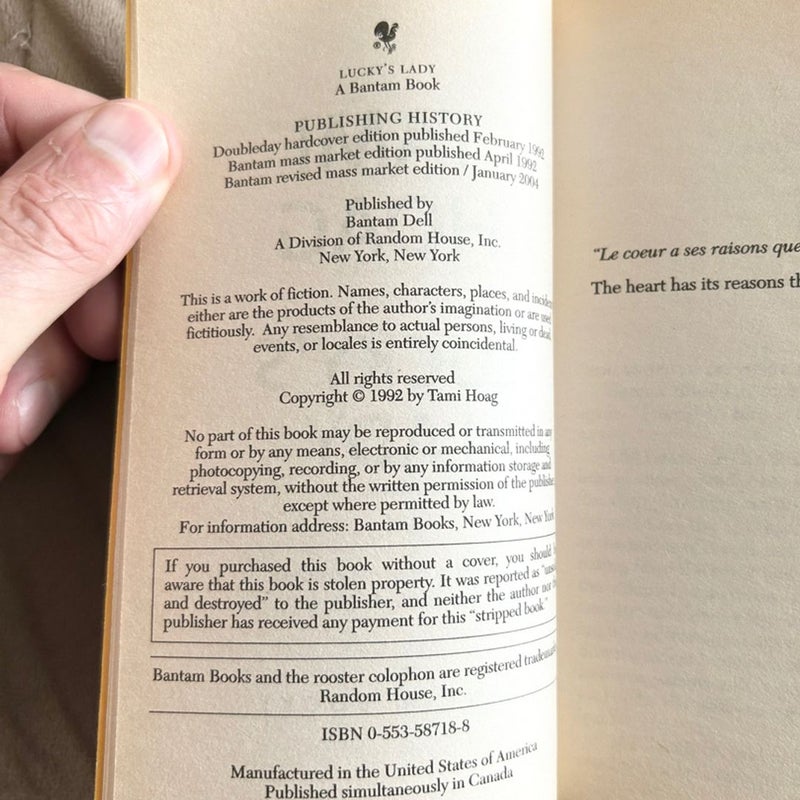 LUCKY'S LADY
A Bantam Book
PUBLISHING HISTORY
Doubleday hardcover edition published February 1992
Bantam mass market edition published April 1992
Bantam revised mass market edition / January 2004
Published by
Bantam Dell
A Division of Random House, Inc.
New York, New York
This is a work of fiction. Names, characters, places, and
either are the products of the author's imagination or are used
fictitiously. Any resemblance to actual persons, living or dead,
events, or locales is entirely coincidental.
All rights reserved
Copyright © 1992 by Tami Hoag
No part of this book may be reproduced or transmitted in any
form or by any means, electronic or mechanical, including
photocopying, recording, or by any information storage and
retrieval system, without the written permission of the
except where permitted by law.
For information address: Bantam Books, New York, New
If you purchased this book without a cover, you should
aware that this book is stolen property. It was reported as
and destroyed" to the publisher, and neither the author nor
publisher has received any payment for this "stripped book"
Bantam Books and the rooster colophon are registered
Random House, Inc.
ISBN 0-553-58718-8
Manufactured in the United States of America
Published simultaneously in Canada
"Le coeur a ses raisons que
The heart has its reasons